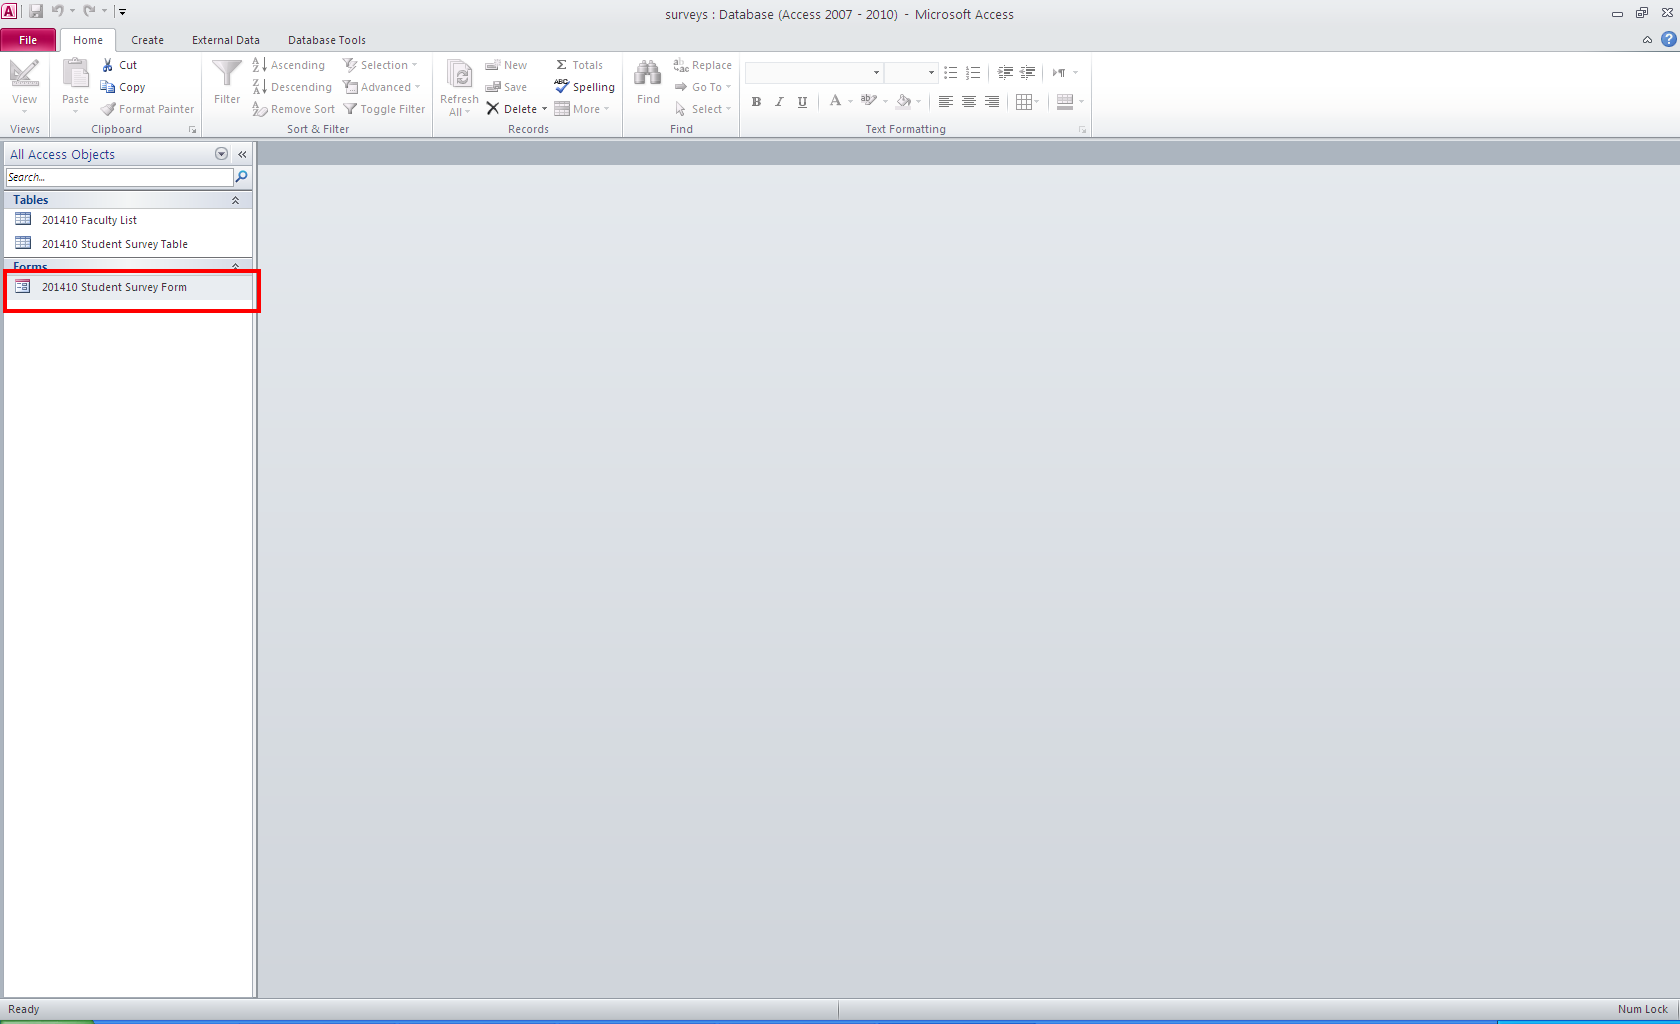 surveys : Database (Access 2007 - 2010) - Microsoft Access
File Home Create External Data Database Tools
View
Views
Paste
Cut
Copy
Format Painter
Clipboard
Filter
Ascending
Descending
Remove Sort
Selection
Advanced
Toggle Filter
Sort & Filter
Refresh
All
New
Save
Delete
Totals
Spelling
More
Records
Find
Replace
Go To
Select
Find
B I U A
Text Formatting
All Access Objects
Search...
Tables
201410 Faculty List
201410 Student Survey Table
Forms
201410 Student Survey Form
Ready
Num Lock